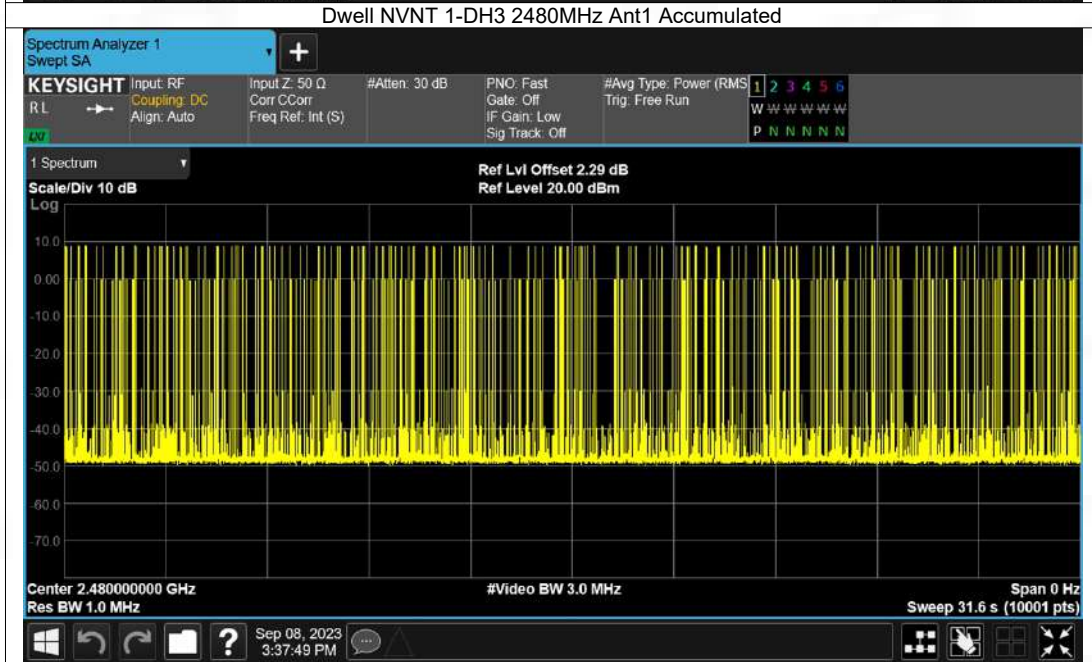 Dwell NVNT 1-DH3 2480MHz Ant1 Accumulated
Spectrum Analyzer 1
Swept SA
+
KEYSIGHT
RL
LXI
Input: RF
Coupling: DC
Align: Auto
Input Z: 50 Ω
Corr CCorr
Freq Ref: Int (S)
#Atten: 30 dB
PNO: Fast
Gate: Off
IF Gain: Low
Sig Track: Off
#Avg Type: Power (RMS
Trig: Free Run
1 2 3 4 5 6
W W W W W W
P N N N N N
1 Spectrum
Scale/Div 10 dB
Ref Lvl Offset 2.29 dB
Ref Level 20.00 dBm
Log
10.0
0.00
-10.0
-20.0
-30.0
-40.0
-50.0
-60.0
-70.0
Center 2.480000000 GHz
Res BW 1.0 MHz
#Video BW 3.0 MHz
Span 0 Hz
Sweep 31.6 s (10001 pts)
?
Sep 08, 2023
3:37:49 PM